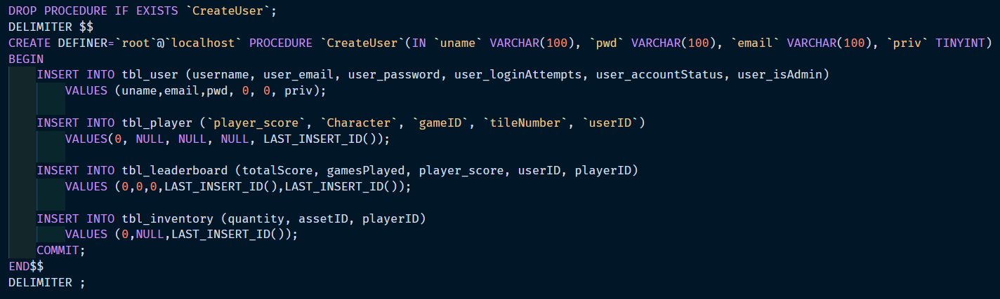 DROP PROCEDURE IF EXISTS `CreateUser`;
DELIMITER $$
CREATE DEFINER=`root`@`localhost` PROCEDURE `CreateUser`(IN `uname` VARCHAR(100), `pwd` VARCHAR(100), `email` VARCHAR(100), `priv` TINYINT)
BEGIN
    INSERT INTO tbl_user (username, user_email, user_password, user_loginAttempts, user_accountStatus, user_isAdmin)
        VALUES (uname,email,pwd, 0, 0, priv);
    INSERT INTO tbl_player (`player_score`, `Character`, `gameID`, `tileNumber`, `userID`)
        VALUES(0, NULL, NULL, NULL, LAST_INSERT_ID());
    INSERT INTO tbl_leaderboard (totalScore, gamesPlayed, player_score, userID, playerID)
        VALUES (0,0,0,LAST_INSERT_ID(),LAST_INSERT_ID());
    INSERT INTO tbl_inventory (quantity, assetID, playerID)
        VALUES (0,NULL,LAST_INSERT_ID());
    COMMIT;
END$$
DELIMITER ;